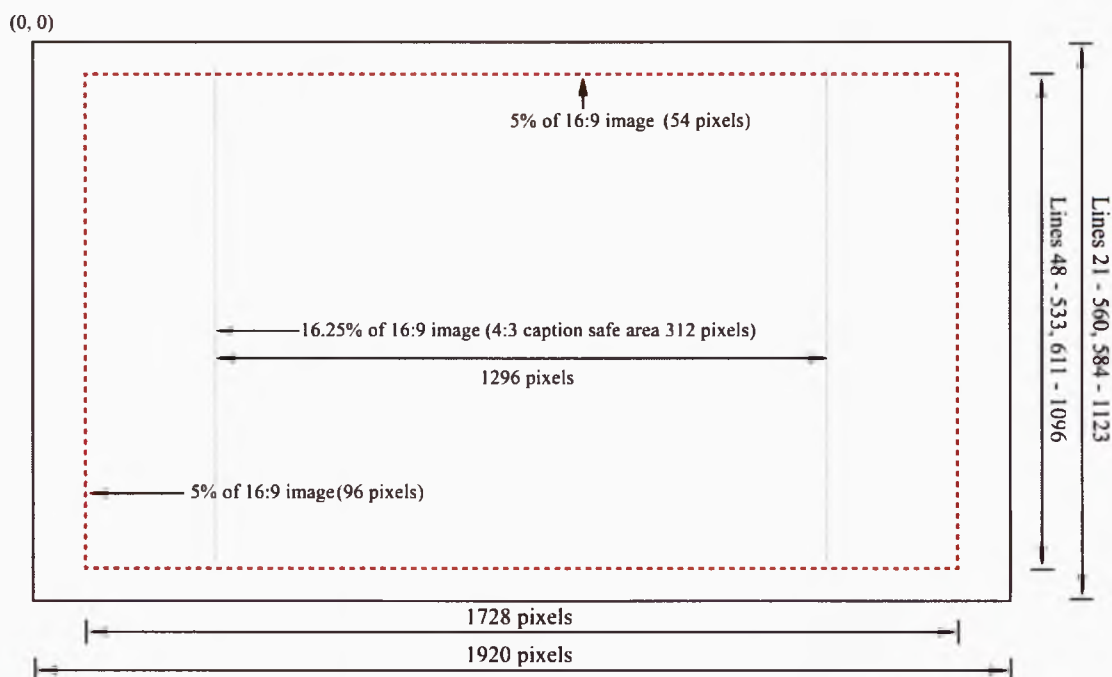 (0, 0)
5% of 16:9 image (54 pixels)
16.25% of 16:9 image (4:3 caption safe area 312 pixels)
1296 pixels
5% of 16:9 image (96 pixels)
1728 pixels
1920 pixels
Lines 48 - 533, 611 - 1096
Lines 21 - 560, 584 - 1123